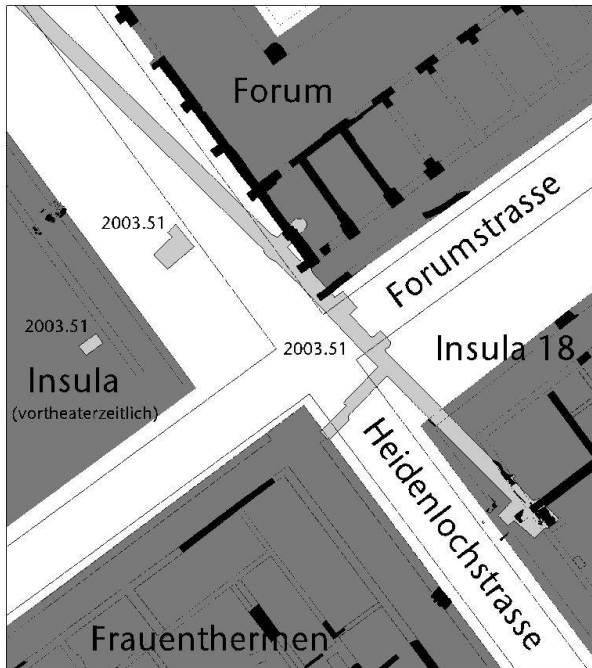 Forum
2003.51
Forumstrasse
2003.51
2003.51
Insula 18
Insula
(vortheaterzeitlich)
Heidenlochstrasse
Frauenthermen